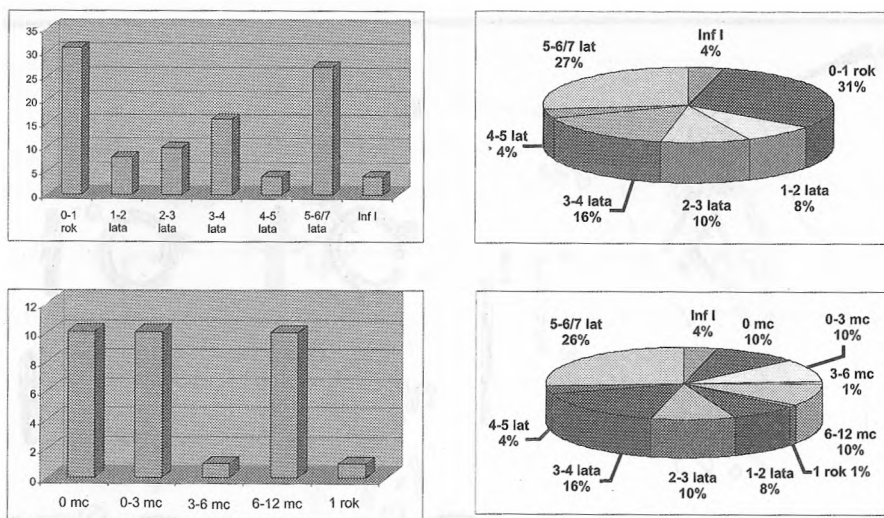 35
30
25
20
15
10
5
0
0-1 rok
1-2 lata
2-3 lata
3-4 lata
4-5 lata
5-6/7 lata
Inf I
Inf I
4%
0-1 rok
31%
1-2 lata
8%
2-3 lata
10%
3-4 lata
16%
4-5 lat
4%
5-6/7 lat
27%
12
10
8
6
4
2
0
0 mc
0-3 mc
3-6 mc
6-12 mc
1 rok
Inf I
4%
0 mc
10%
0-3 mc
10%
3-6 mc
1%
6-12 mc
10%
1 rok 1%
1-2 lata
8%
2-3 lata
10%
3-4 lata
16%
4-5 lat
4%
5-6/7 lat
26%